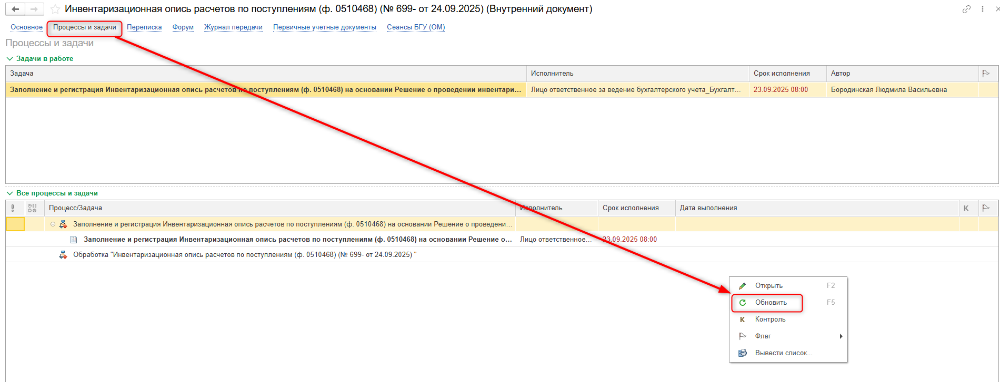 Инвентаризационная опись расчетов по поступлениям (ф. 0510468) (№ 699- от 24.09.2025) (Внутренний документ)
Основное Процессы и задачи Переписка Форум Журнал передачи Первичные учетные документы Сеансы БГУ (ОМ)
Процессы и задачи
Задачи в работе
Задача Исполнитель Срок исполнения Автор
Заполнение и регистрация Инвентаризационная опись расчетов по поступлениям (ф. 0510468) на основании Решение о проведении инвентари... Лицо ответственное за ведение бухгалтерского учета_Бухгалт... 23.09.2025 08:00 Бородинская Людмила Васильевна
Все процессы и задачи
Процесс/Задача Исполнитель Срок исполнения Дата выполнения К
Заполнение и регистрация Инвентаризационная опись расчетов по поступлениям (ф. 0510468) на основании Решение о проведени...
Заполнение и регистрация Инвентаризационная опись расчетов по поступлениям (ф. 0510468) на основании Решение о... Лицо ответственное... 23.09.2025 08:00
Обработка "Инвентаризационная опись расчетов по поступлениям (ф. 0510468) (№ 699- от 24.09.2025) "
Открыть F2
Обновить F5
К Контроль
Флаг
Вывести список...